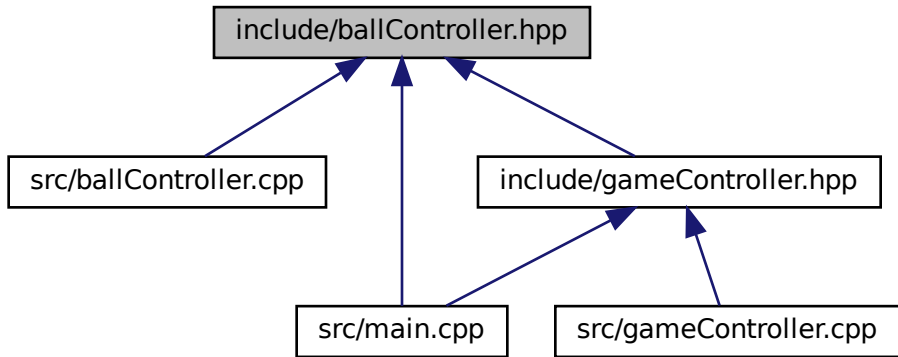 include/ballController.hpp
src/ballController.cpp
include/gameController.hpp
src/main.cpp
src/gameController.cpp